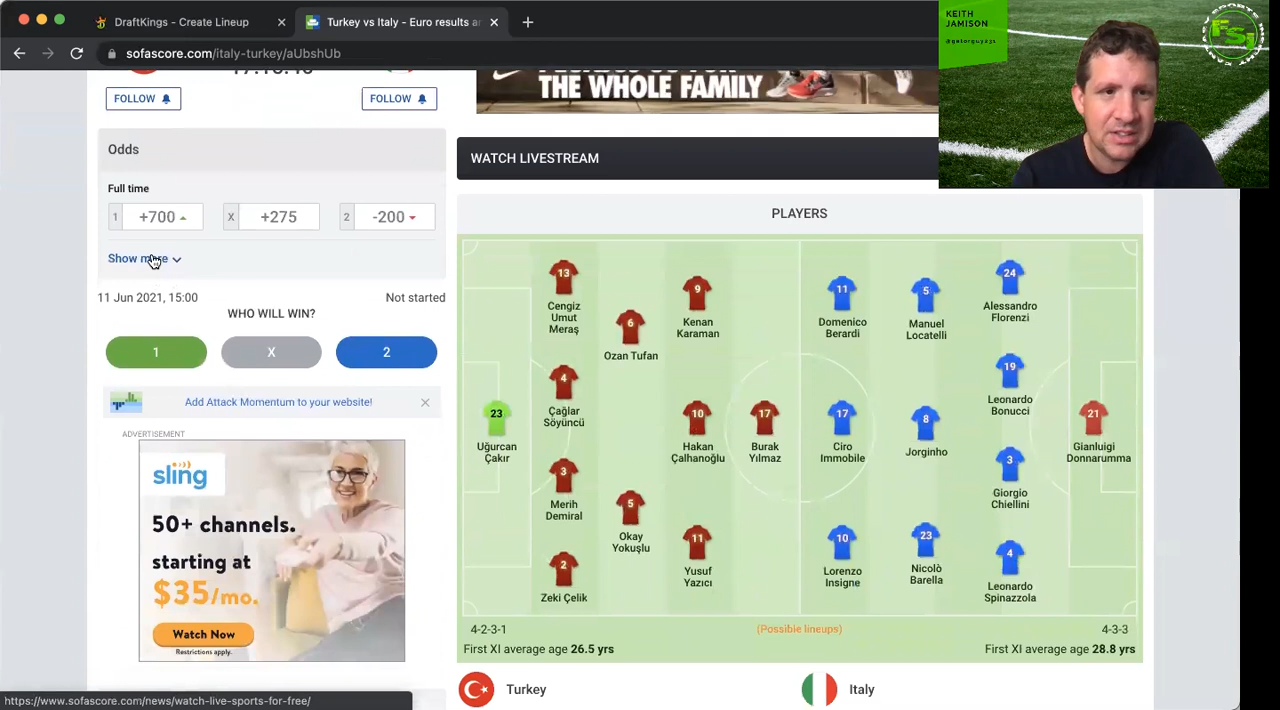 DraftKings - Create Lineup
Turkey vs Italy - Euro results ar
sofascore.com/italy-turkey/aUbshUb
KEITH
JAMISON
@gatorguy231
FSI
FOLLOW
FOLLOW
THE WHOLE FAMILY
Odds
WATCH LIVESTREAM
Full time
1 +700
X +275
2 -200
Show more
11 Jun 2021, 15:00
Not started
WHO WILL WIN?
1
X
2
Add Attack Momentum to your website!
ADVERTISEMENT
sling
50+ channels.
starting at
$35/mo.
Watch Now
Restrictions apply.
PLAYERS
23
Uğurcan
Çakır
13
Cengiz
Umut
Meraş
4
Çağlar
Söyüncü
3
Merih
Demiral
2
Zeki Çelik
6
Ozan Tufan
5
Okay
Yokuşlu
9
Kenan
Karaman
10
Hakan
Çalhanoğlu
11
Yusuf
Yazıcı
17
Burak
Yılmaz
11
Domenico
Berardi
17
Ciro
Immobile
10
Lorenzo
Insigne
5
Manuel
Locatelli
8
Jorginho
23
Nicolò
Barella
24
Alessandro
Florenzi
19
Leonardo
Bonucci
3
Giorgio
Chiellini
4
Leonardo
Spinazzola
21
Gianluigi
Donnarumma
4-2-3-1
(Possible lineups)
4-3-3
First XI average age 26.5 yrs
First XI average age 28.8 yrs
Turkey
Italy
https://www.sofascore.com/news/watch-live-sports-for-free/